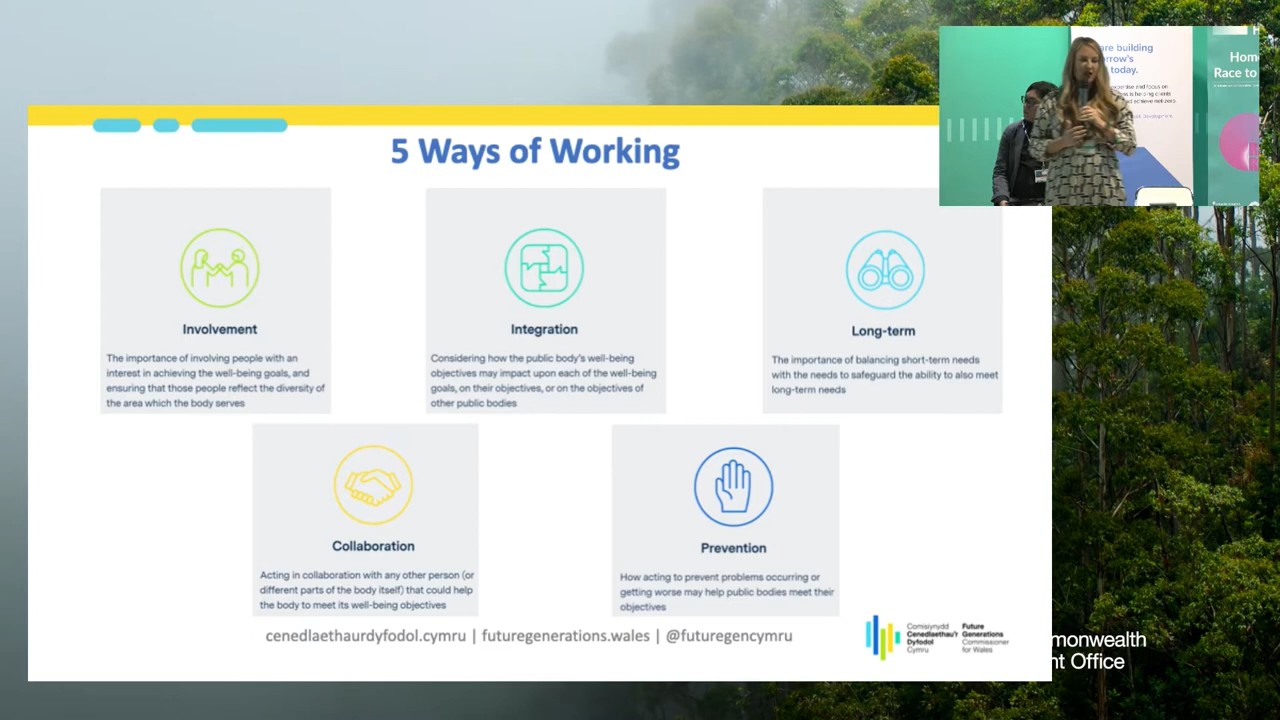 5 Ways of Working
Involvement
The importance of involving people with an
interest in achieving the well-being goals, and
ensuring that those people reflect the diversity of
the area which the body serves
Integration
Considering how the public body's well-being
objectives may impact upon each of the well-being
goals, on their objectives, or on the objectives of
other public bodies
Long-term
The importance of balancing short-term needs
with the needs to safeguard the ability to also meet
long-term needs
Collaboration
Acting in collaboration with any other person (or
different parts of the body itself) that could help
the body to meet its well-being objectives
Prevention
How acting to prevent problems occurring or
getting worse may help public bodies meet their
objectives
cenedlaethaurdyfodol.cymru | futuregenerations.wales | @futuregencymru
Comisiynydd
Cenedlaethau'r
Dyfodol
Cymru
Future
Generations
Commissioner
for Wales
monwealth
Office
are building
today.
Race to